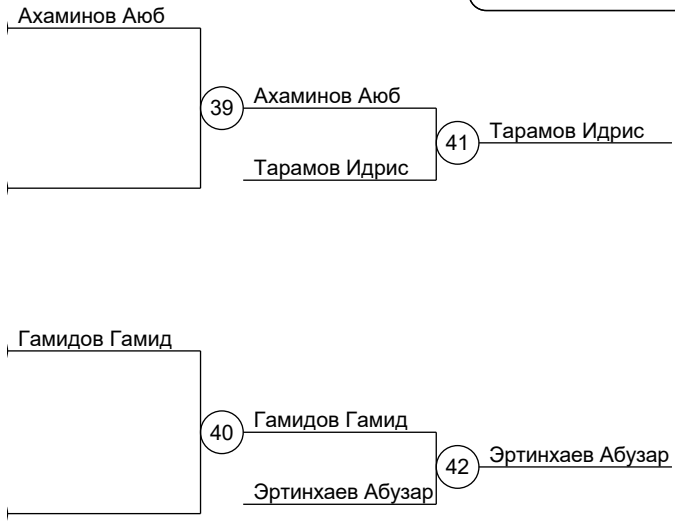 Ахаминов Аюб
39
Ахаминов Аюб
41
Тарамов Идрис
Тарамов Идрис
Гамидов Гамид
40
Гамидов Гамид
42
Эртинхаев Абузар
Эртинхаев Абузар